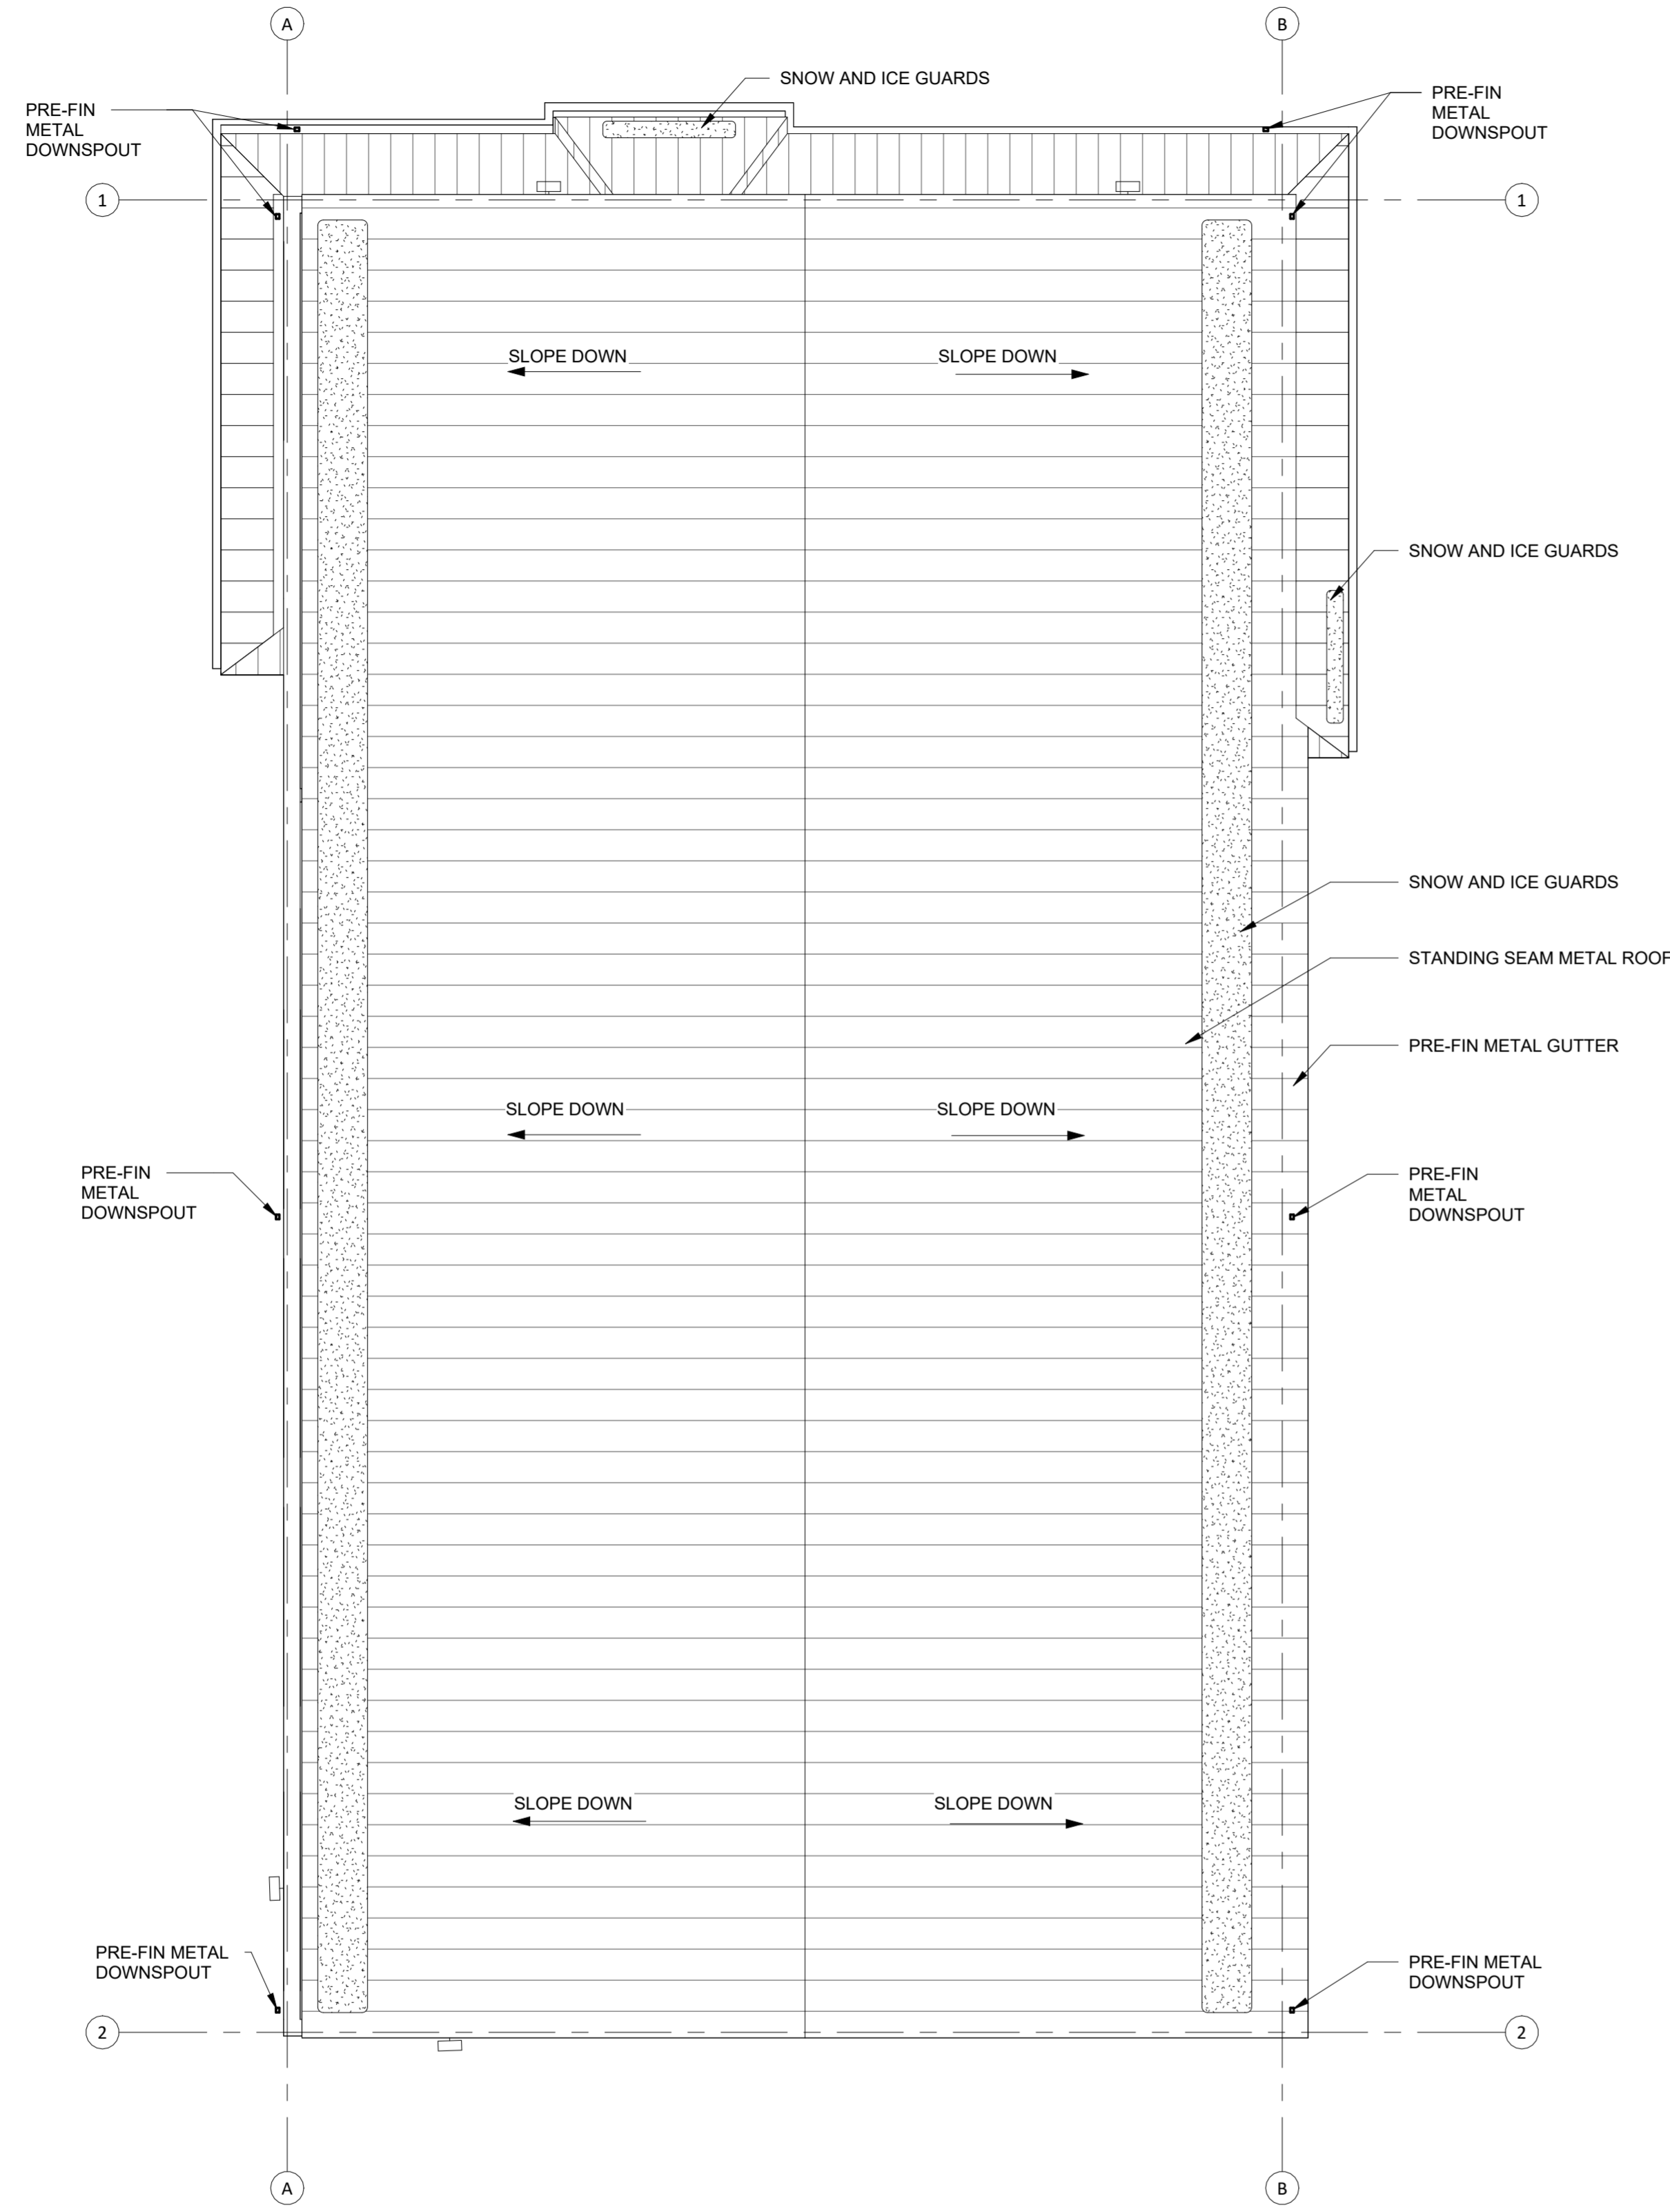 A
B
SNOW AND ICE GUARDS
PRE-FIN
METAL
DOWNSPOUT
PRE-FIN
METAL
DOWNSPOUT
1
1
SLOPE DOWN
SLOPE DOWN
SNOW AND ICE GUARDS
SNOW AND ICE GUARDS
STANDING SEAM METAL ROOF
PRE-FIN METAL GUTTER
SLOPE DOWN
SLOPE DOWN
PRE-FIN
METAL
DOWNSPOUT
PRE-FIN
METAL
DOWNSPOUT
SLOPE DOWN
SLOPE DOWN
PRE-FIN METAL
DOWNSPOUT
PRE-FIN METAL
DOWNSPOUT
2
2
A
B